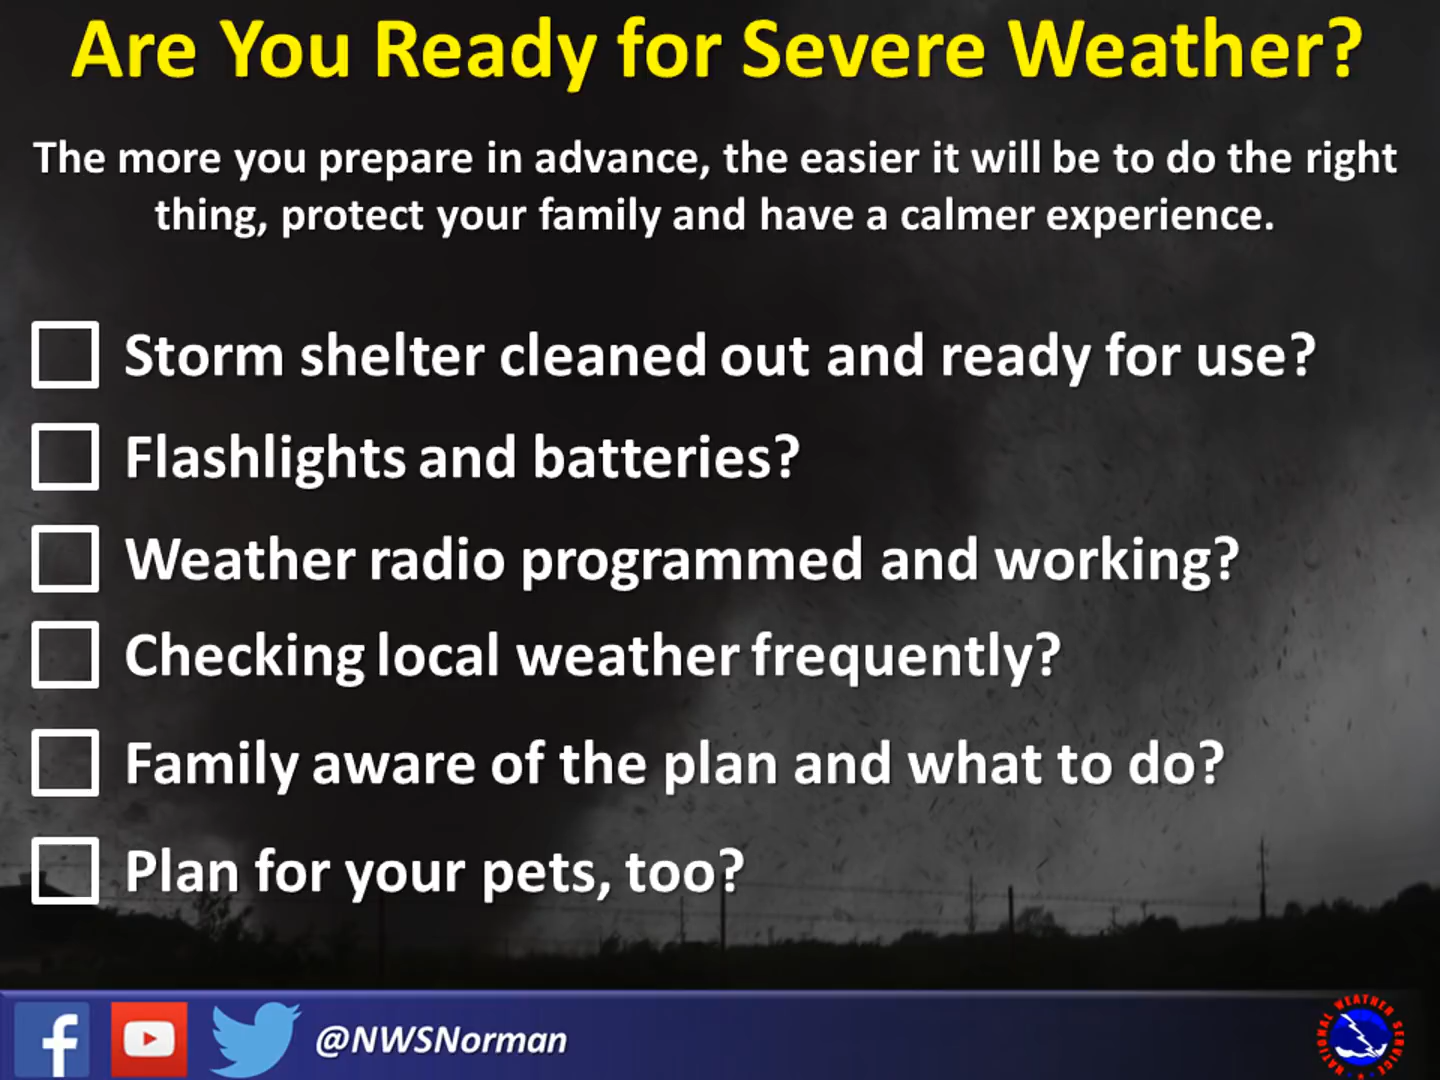 Are You Ready for Severe Weather?
The more you prepare in advance, the easier it will be to do the right
thing, protect your family and have a calmer experience.
Storm shelter cleaned out and ready for use?
Flashlights and batteries?
Weather radio programmed and working?
Checking local weather frequently?
Family aware of the plan and what to do?
Plan for your pets, too?
@NWSNorman
NATIONAL WEATHER SERVICE